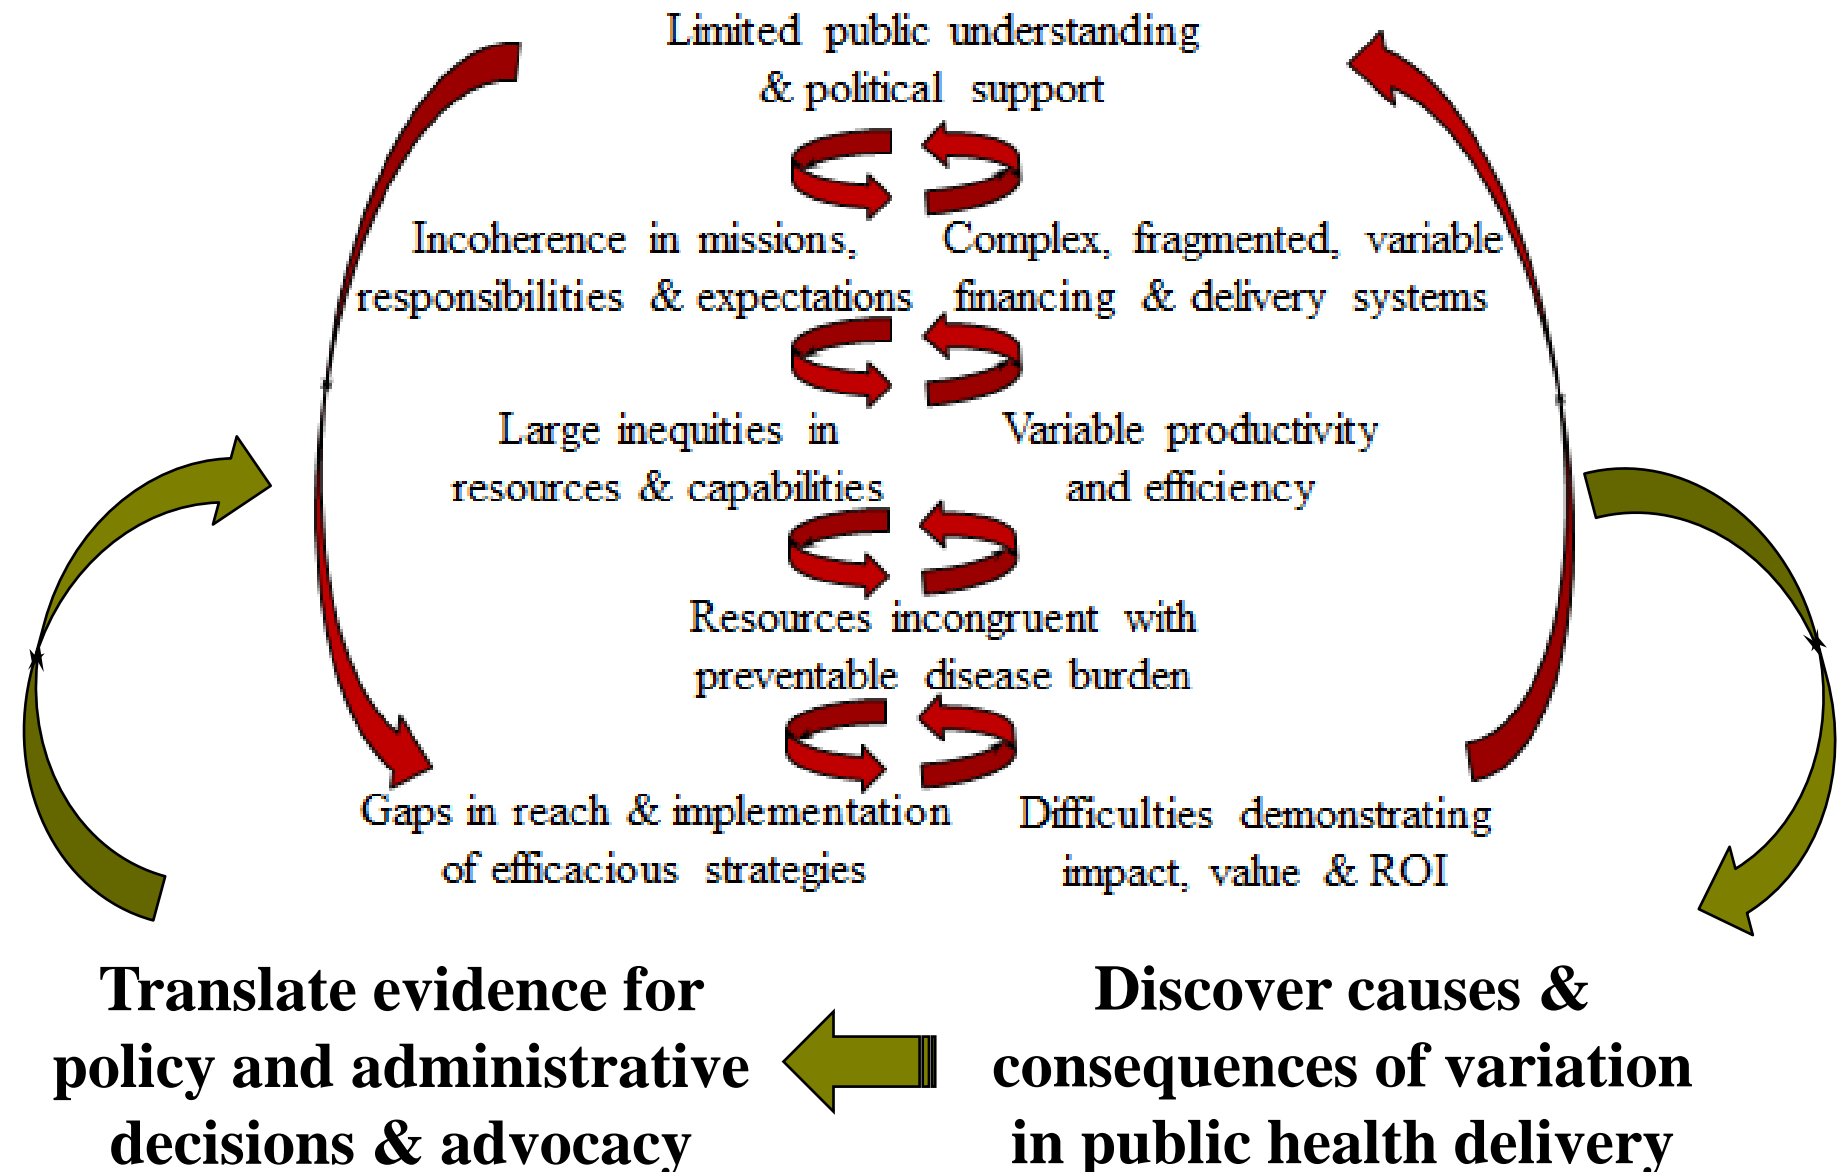 Limited public understanding
& political support
Incoherence in missions,
responsibilities & expectations
Complex, fragmented, variable
financing & delivery systems
Large inequities in
resources & capabilities
Variable productivity
and efficiency
Resources incongruent with
preventable disease burden
Gaps in reach & implementation
of efficacious strategies
Difficulties demonstrating
impact, value & ROI
Translate evidence for
policy and administrative
decisions & advocacy
Discover causes &
consequences of variation
in public health delivery